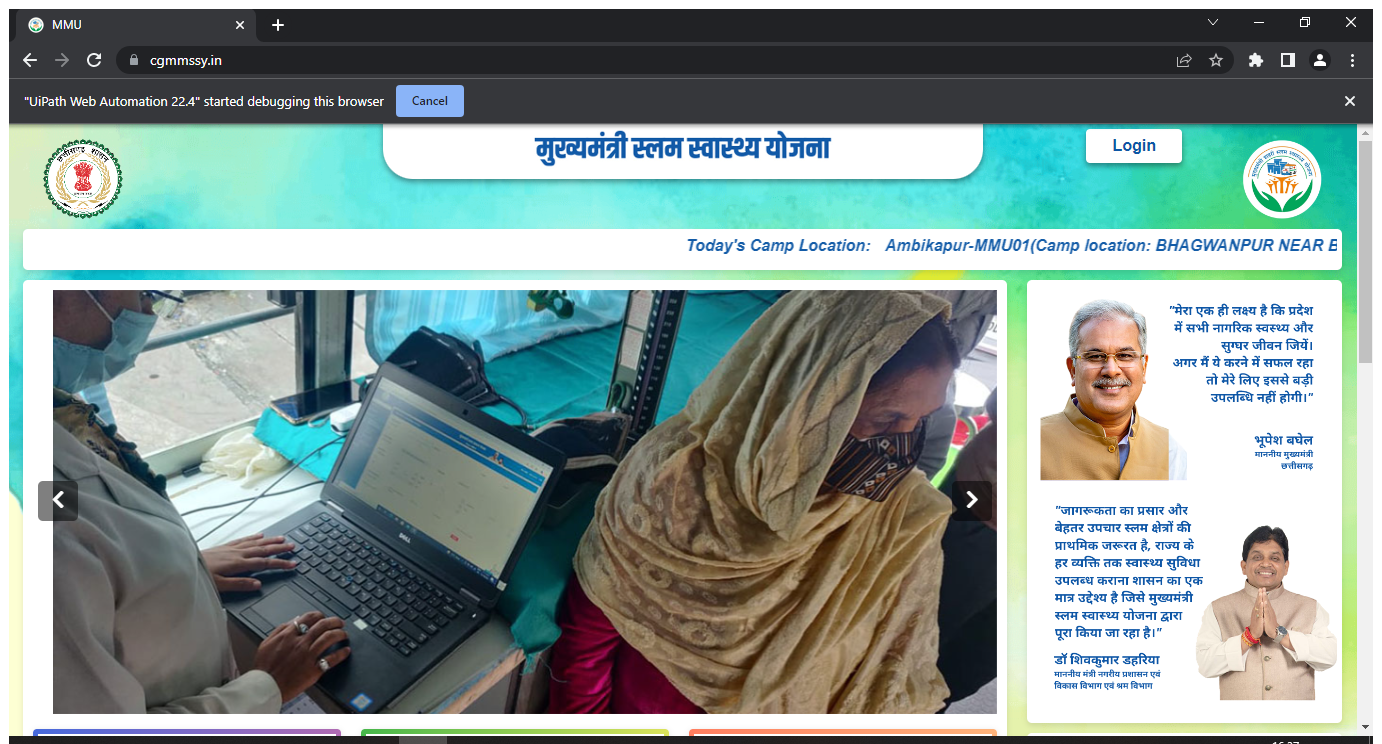 MMU
cgmmssy.in
"UiPath Web Automation 22.4" started debugging this browser
Cancel
छत्तीसगढ़ शासन
मुख्यमंत्री स्लम स्वास्थ्य योजना
Login
Today's Camp Location: Ambikapur-MMU01(Camp location: BHAGWANPUR NEAR B
DELL
"मेरा एक ही लक्ष्य है कि प्रदेश
में सभी नागरिक स्वस्थ्य और
सुग्घर जीवन जियें।
अगर मैं ये करने में सफल रहा
तो मेरे लिए इससे बड़ी
उपलब्धि नहीं होगी।"
भूपेश बघेल
माननीय मुख्यमंत्री
छत्तीसगढ़
"जागरूकता का प्रसार और
बेहतर उपचार स्लम क्षेत्रों की
प्राथमिक जरूरत है, राज्य के
हर व्यक्ति तक स्वास्थ्य सुविधा
उपलब्ध कराना शासन का एक
मात्र उद्देश्य है जिसे मुख्यमंत्री
स्लम स्वास्थ्य योजना द्वारा
पूरा किया जा रहा है।"
डॉ शिवकुमार डहरिया
माननीय मंत्री नगरीय प्रशासन एवं
विकास विभाग एवं श्रम विभाग